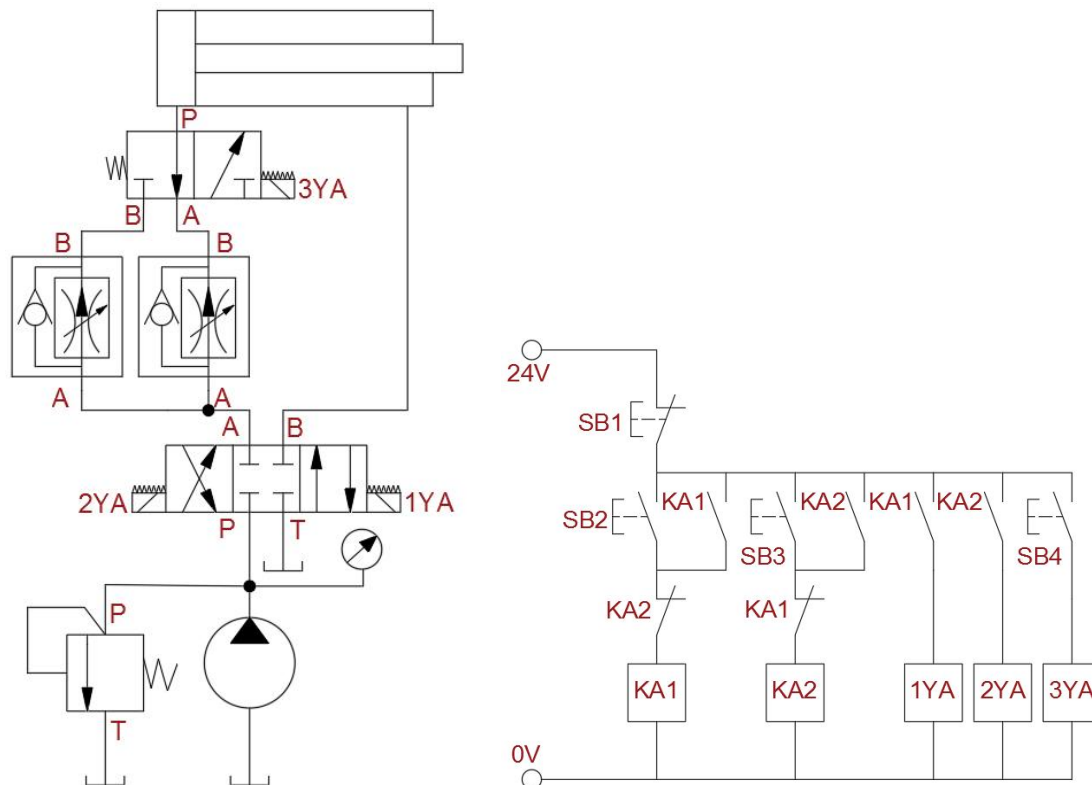 P
3YA
B A
B B
A A
A B
2YA 1YA
P T
P
T
24V
SB1
SB2 KA1 SB3 KA2 KA1 KA2 SB4
KA2 KA1
KA1 KA2 1YA 2YA 3YA
0V